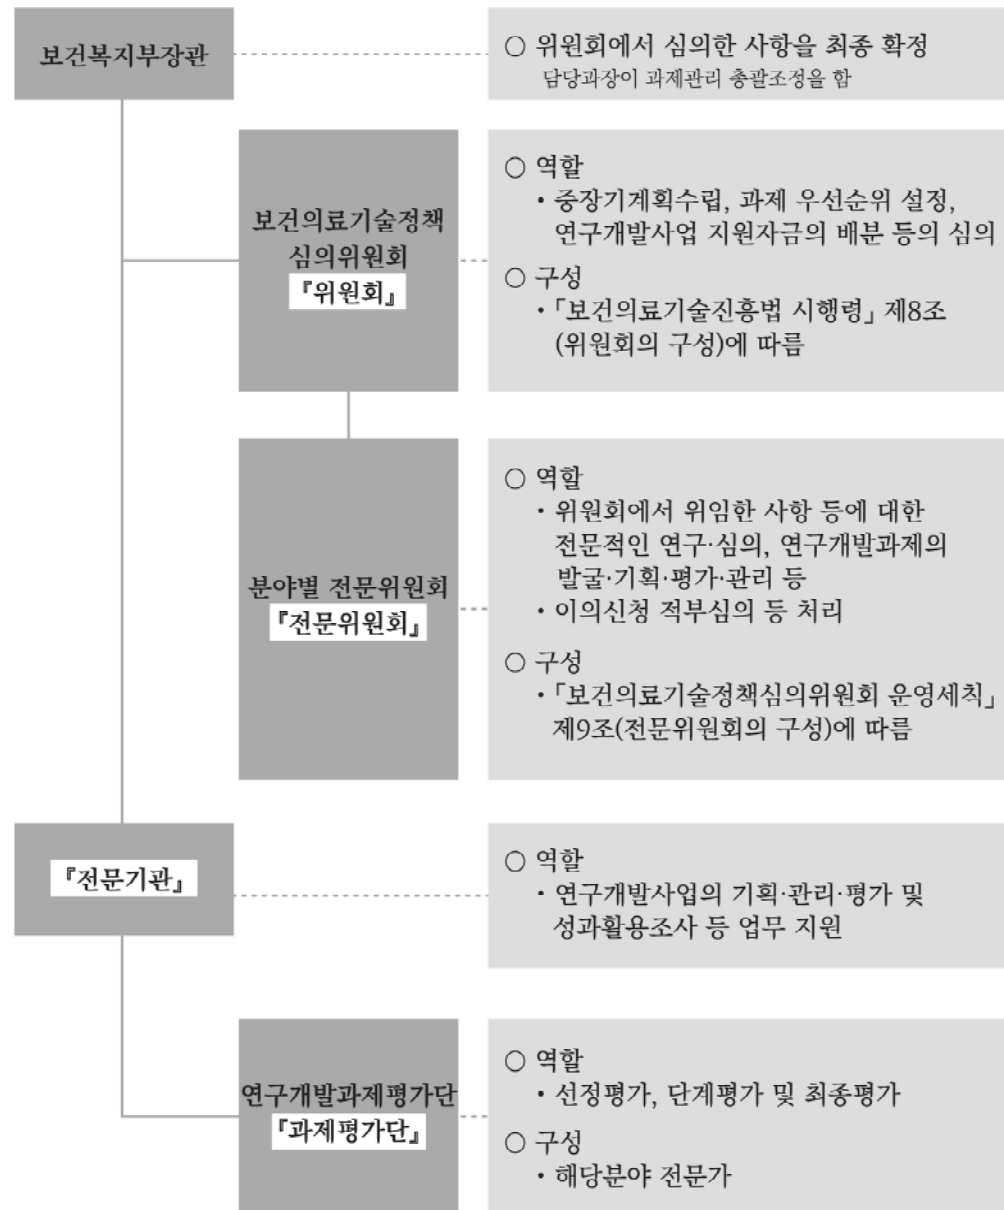 보건복지부장관
○ 위원회에서 심의한 사항을 최종 확정
담당과장이 과제관리 총괄조정을 함
보건의료기술정책
심의위원회
『위원회』
○ 역할
· 중장기계획수립, 과제 우선순위 설정,
연구개발사업 지원자금의 배분 등의 심의
○ 구성
· 「보건의료기술진흥법 시행령」 제8조
(위원회의 구성)에 따름
분야별 전문위원회
『전문위원회』
○ 역할
· 위원회에서 위임한 사항 등에 대한
전문적인 연구·심의, 연구개발과제의
발굴·기획·평가·관리 등
· 이의신청 적부심의 등 처리
○ 구성
· 「보건의료기술정책심의위원회 운영세칙」
제9조(전문위원회의 구성)에 따름
『전문기관』
○ 역할
· 연구개발사업의 기획·관리·평가 및
성과활용조사 등 업무 지원
연구개발과제평가단
『과제평가단』
○ 역할
· 선정평가, 단계평가 및 최종평가
○ 구성
· 해당분야 전문가